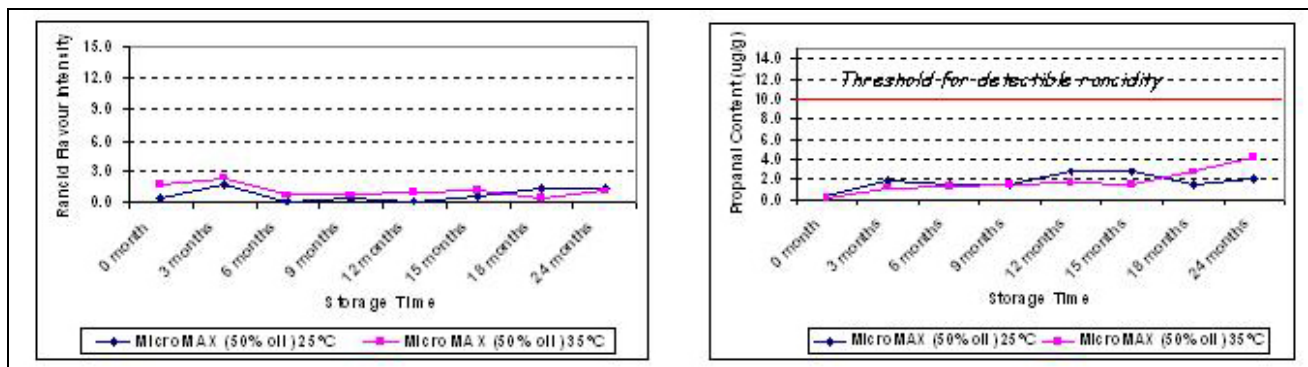 Rancid Flavour Intensity
15.0
12.0
9.0
6.0
3.0
0.0
0 month
3 months
6 months
9 months
12 months
15 months
18 months
24 months
Storage Time
MicroMAX (50% oil) 25°C
MicroMAX (50% oil) 35°C
Propanal Content (ug/g)
14.0
12.0
10.0
8.0
6.0
4.0
2.0
0.0
Threshold for detectible rancidity
0 month
3 months
6 months
9 months
12 months
15 months
18 months
24 months
Storage Time
MicroMAX (50% oil) 25°C
MicroMAX (50% oil) 35°C